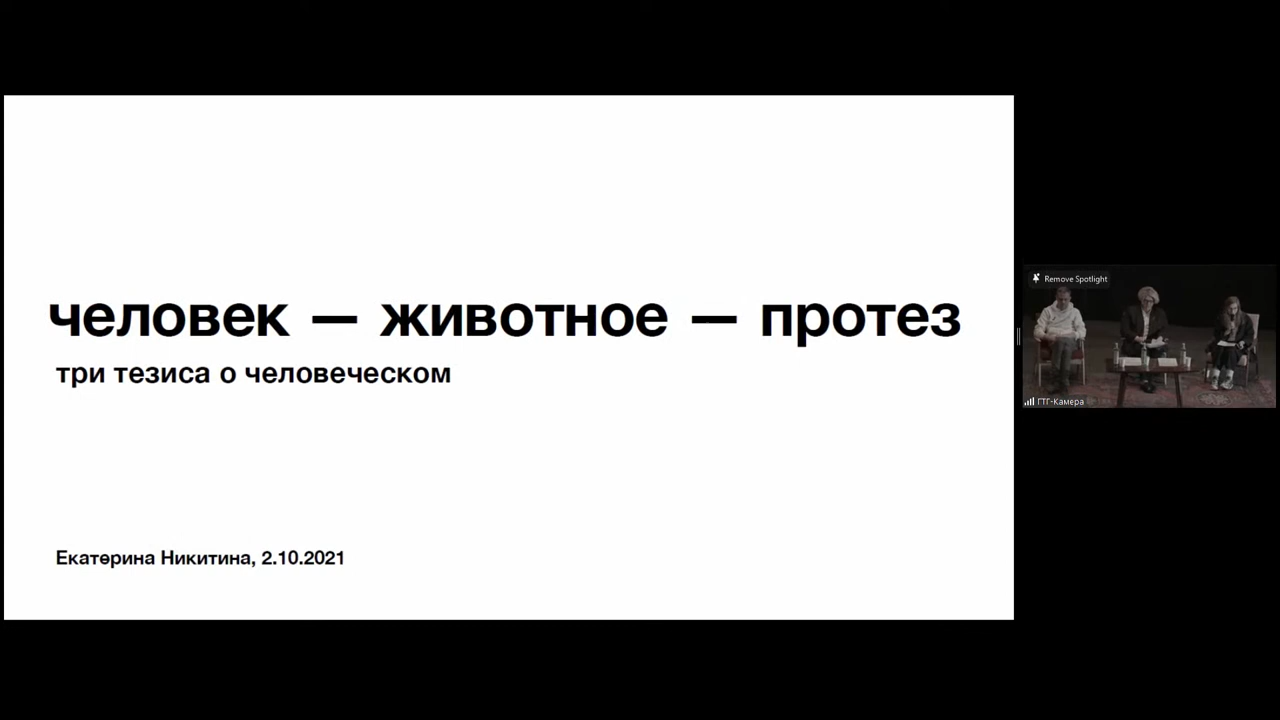 человек — животное — протез
три тезиса о человеческом
Екатерина Никитина, 2.10.2021
Remove Spotlight
ГТГ-Камера